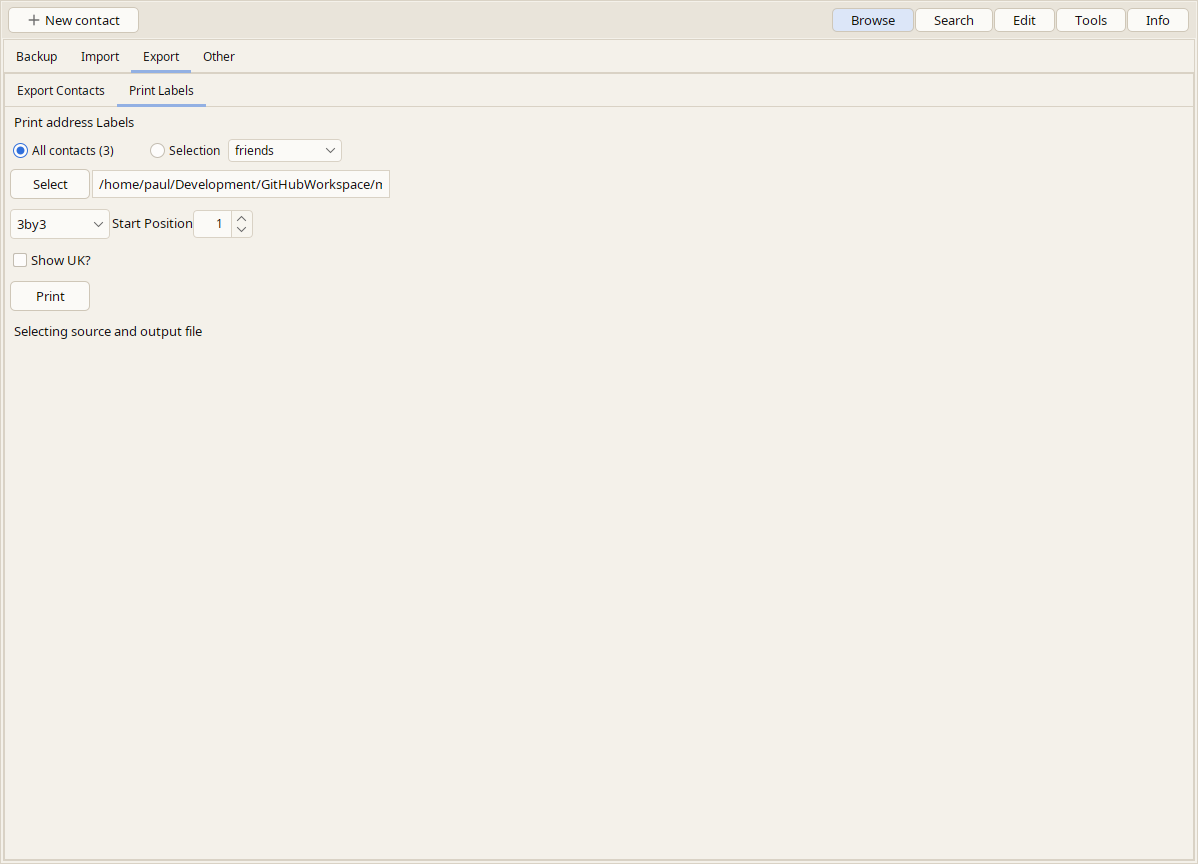 New contact Browse Search Edit Tools Info
Backup Import Export Other
Export Contacts Print Labels
Print address Labels
All contacts (3) Selection friends
Select /home/paul/Development/GitHubWorkspace/n
3by3 Start Position 1
Show UK?
Print
Selecting source and output file